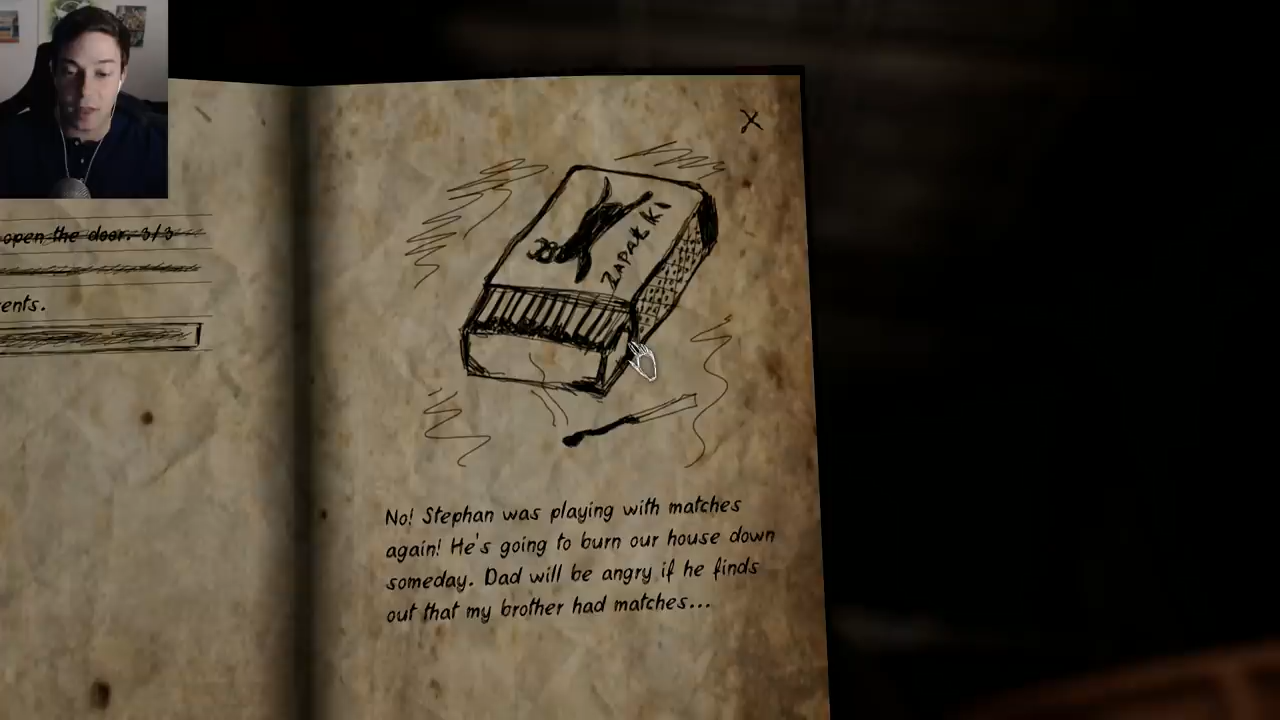 open the door. 3/3
ents.
ZAPAŁKI
No! Stephan was playing with matches
again! He's going to burn our house down
someday. Dad will be angry if he finds
out that my brother had matches...